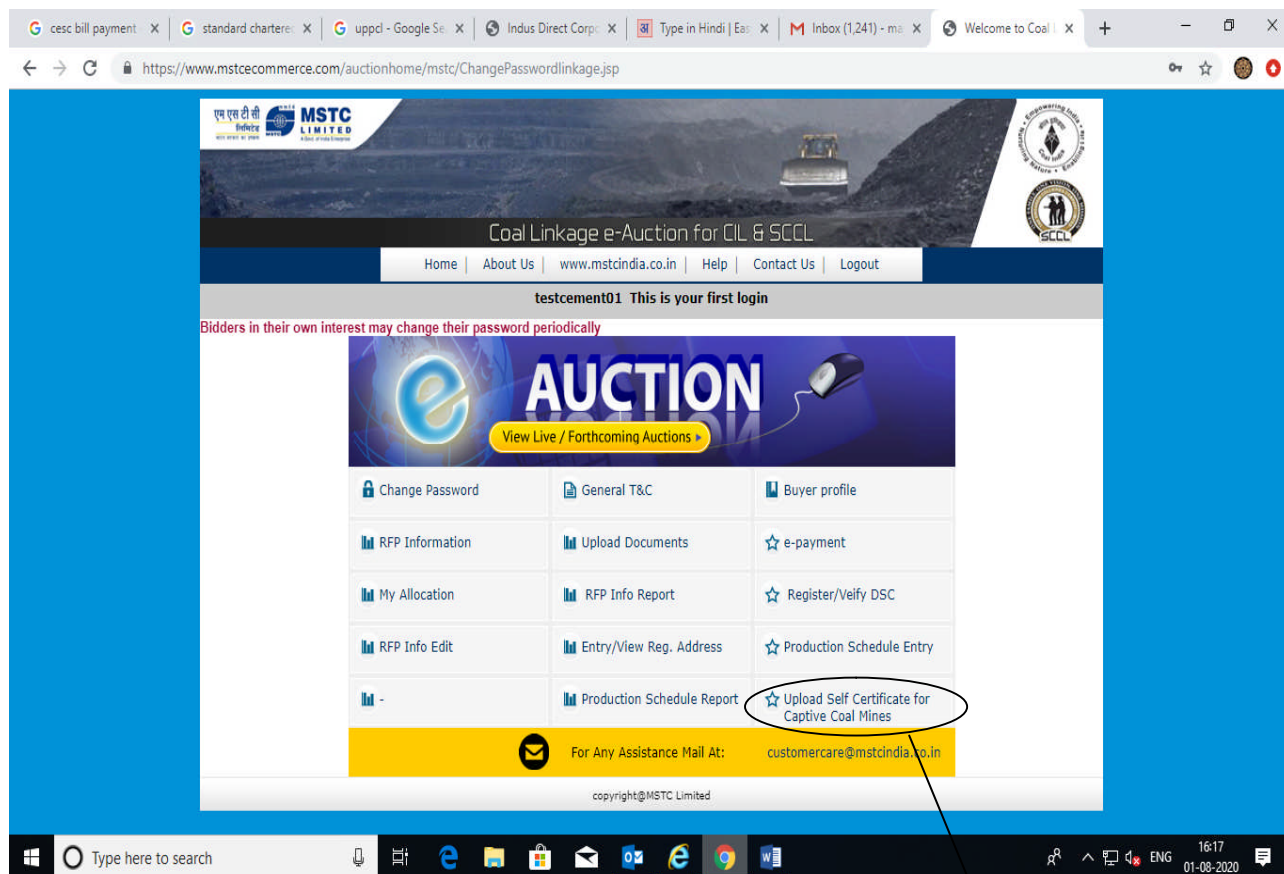 cesc bill payment
standard chartered
uppcl - Google Se
Indus Direct Corpo
अ Type in Hindi | Eas
Inbox (1,241) - ma
Welcome to Coal L
https://www.mstcecommerce.com/auctionhome/mstc/ChangePasswordlinkage.jsp
एम एस टी सी
लिमिटेड
MSTC
LIMITED
Coal Linkage e-Auction for CIL & SCCL
SCCL
Home | About Us | www.mstcindia.co.in | Help | Contact Us | Logout
testcement01 This is your first login
Bidders in their own interest may change their password periodically
e AUCTION
View Live / Forthcoming Auctions
Change Password
General T&C
Buyer profile
RFP Information
Upload Documents
e-payment
My Allocation
RFP Info Report
Register/Veify DSC
RFP Info Edit
Entry/View Reg. Address
Production Schedule Entry
-
Production Schedule Report
Upload Self Certificate for
Captive Coal Mines
For Any Assistance Mail At: customercare@mstcindia.co.in
copyright@MSTC Limited
Type here to search
ENG
16:17
01-08-2020